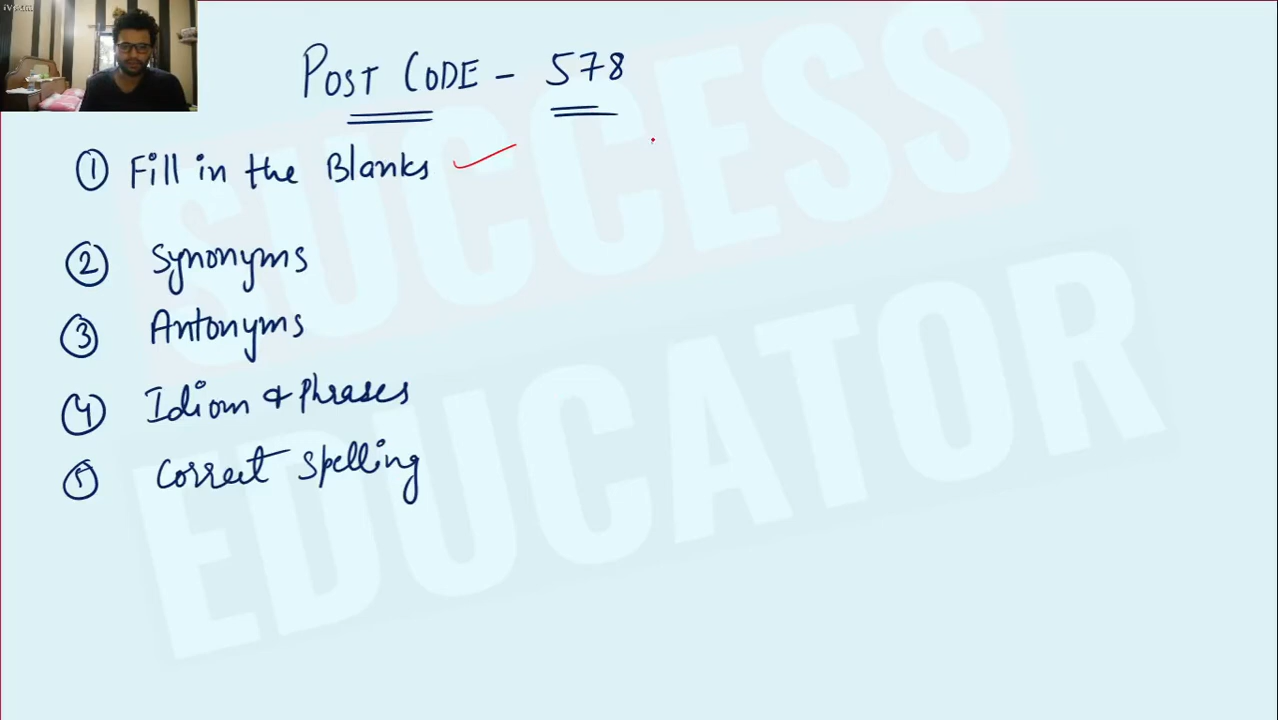 POST CODE - 578
① Fill in the Blanks
② Synonyms
③ Antonyms
④ Idiom & Phrases
⑤ Correct Spelling
SUCCESS
EDUCATOR